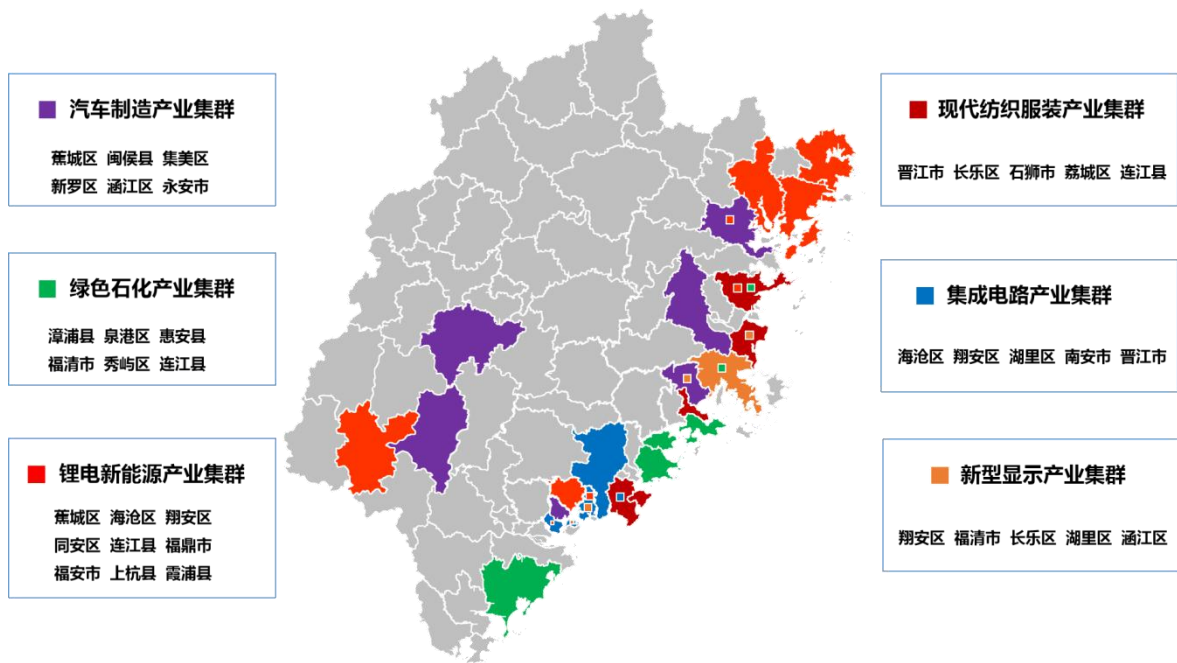 汽车制造产业集群
蕉城区 闽侯县 集美区
新罗区 涵江区 永安市
绿色石化产业集群
漳浦县 泉港区 惠安县
福清市 秀屿区 连江县
锂电新能源产业集群
蕉城区 海沧区 翔安区
同安区 连江县 福鼎市
福安市 上杭县 霞浦县
现代纺织服装产业集群
晋江市 长乐区 石狮市 荔城区 连江县
集成电路产业集群
海沧区 翔安区 湖里区 南安市 晋江市
新型显示产业集群
翔安区 福清市 长乐区 湖里区 涵江区